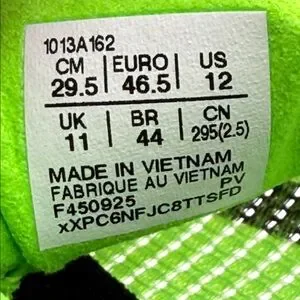 1013A162
CM EURO US
29.5 46.5 12
UK BR CN
11 44 295(2.5)
MADE IN VIETNAM
FABRIQUE AU VIETNAM
F450925 PV
xXPC6NFJC8TTSFD